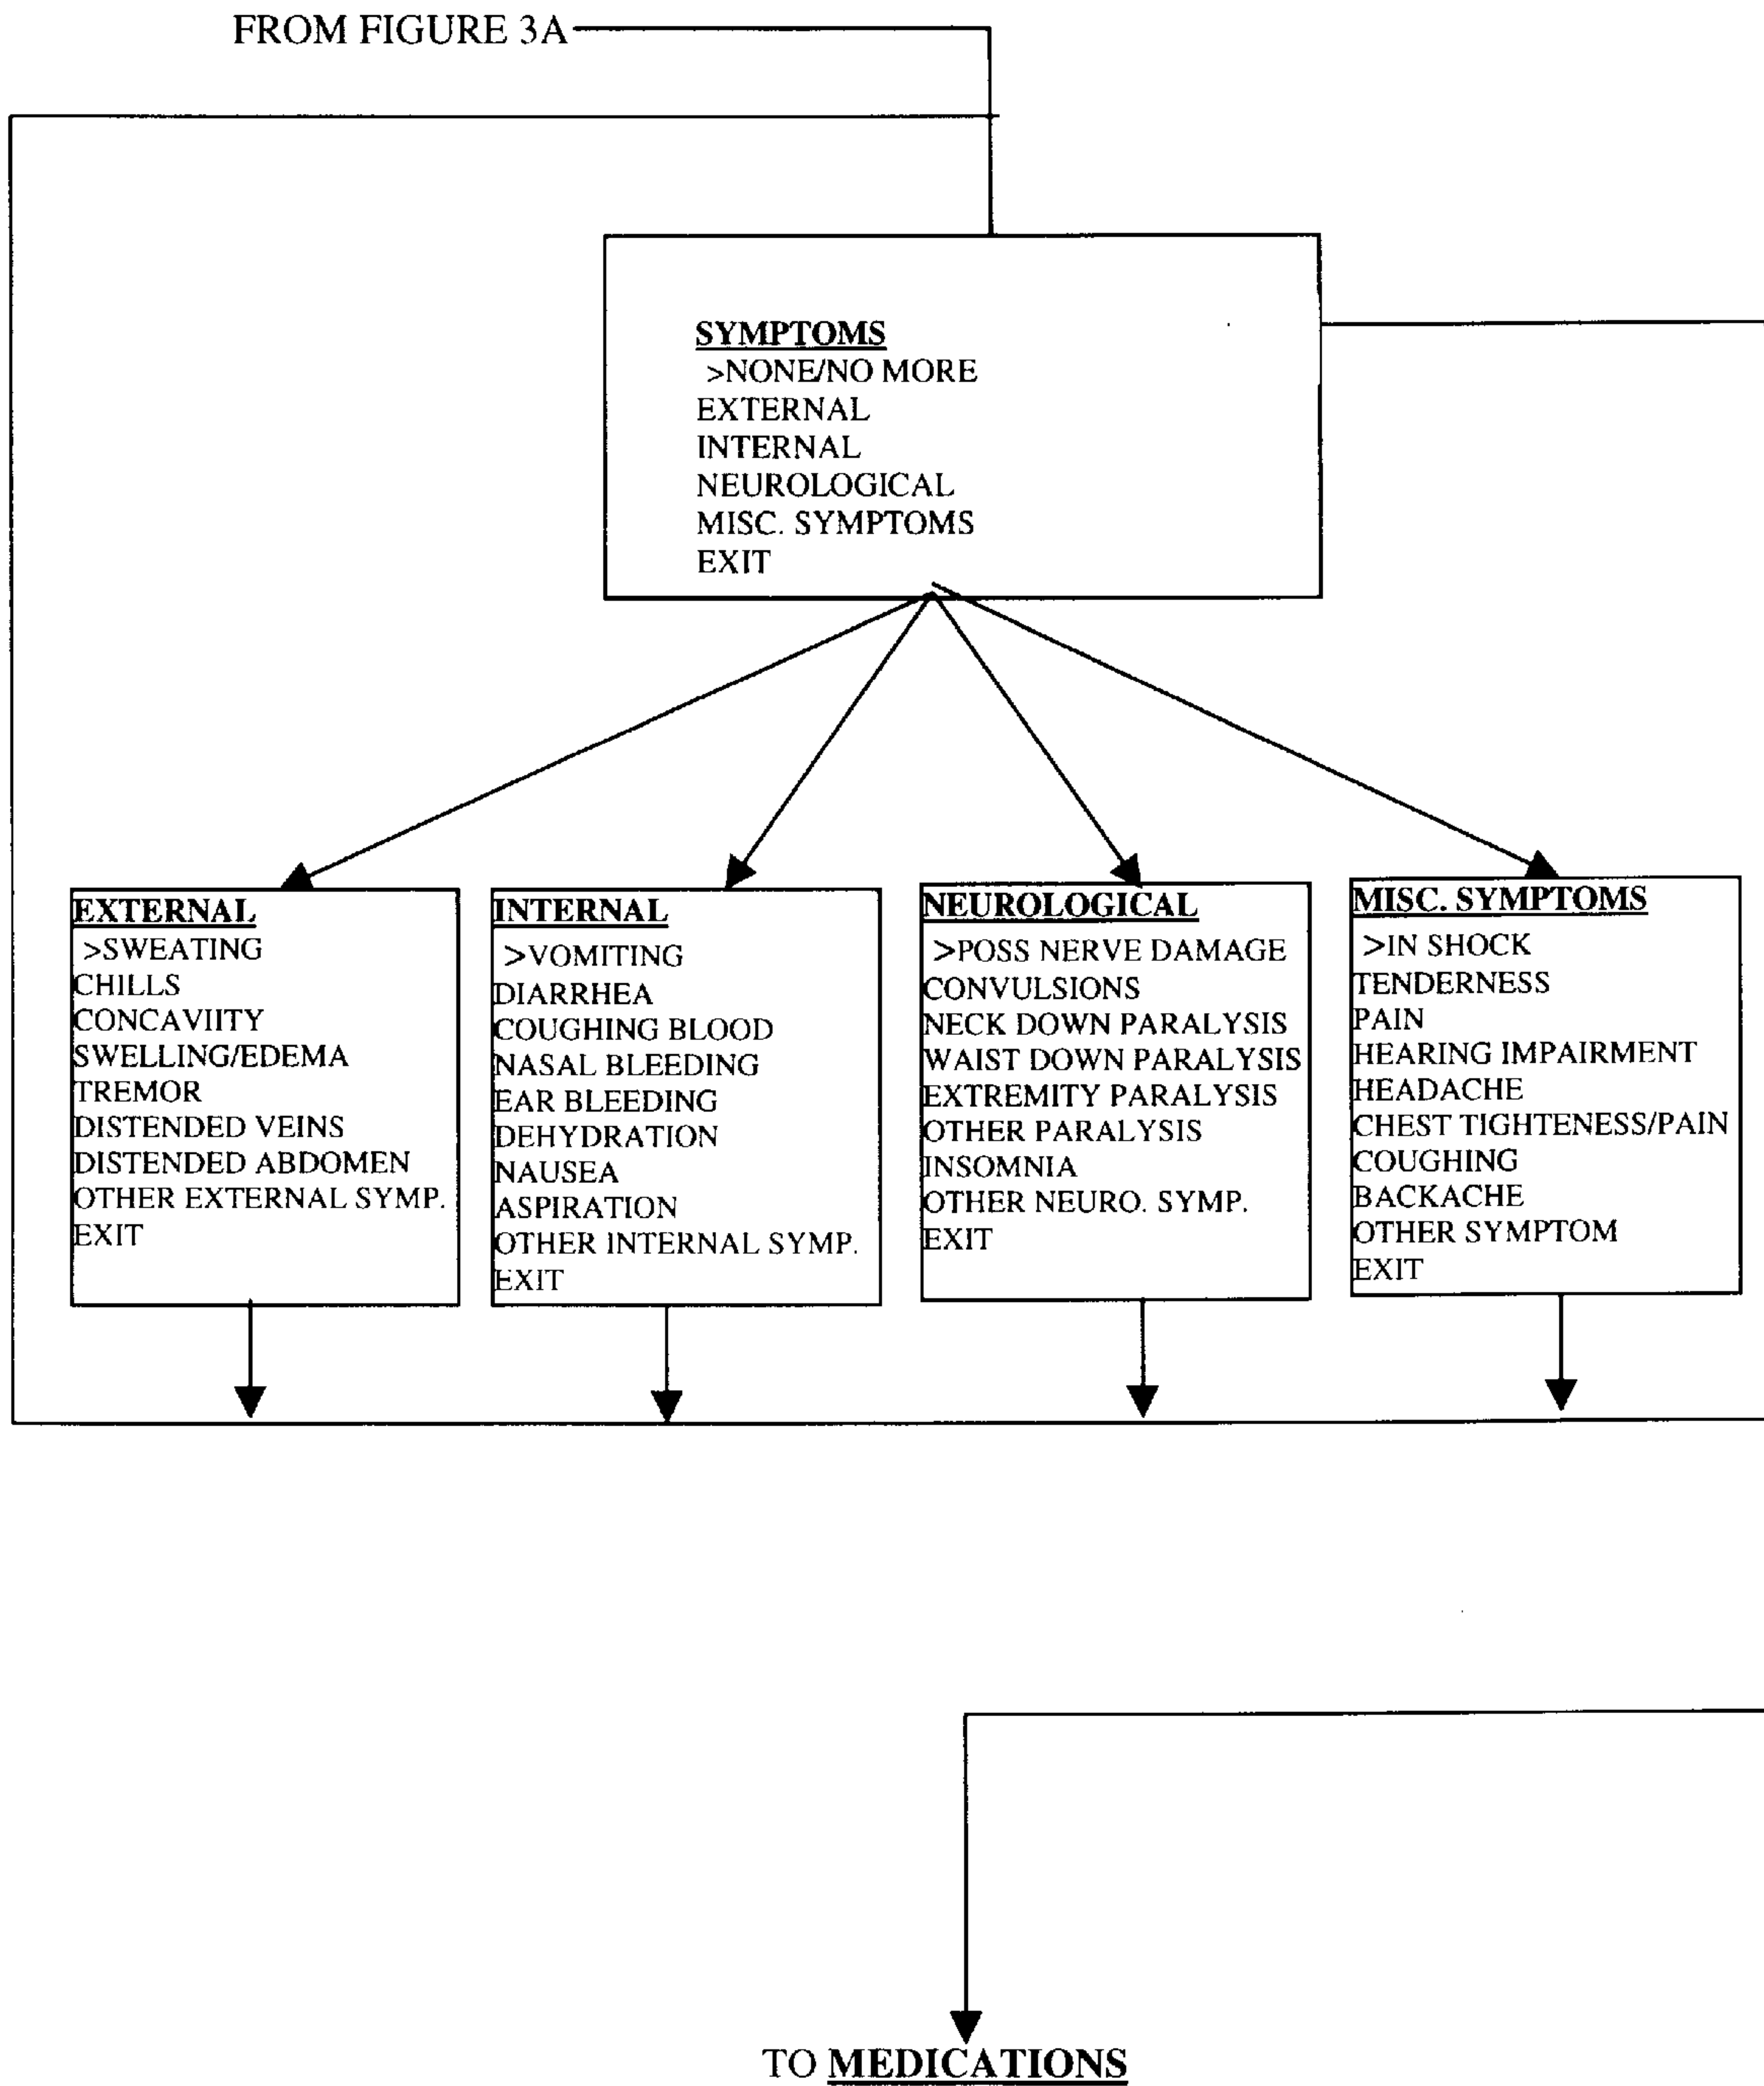 FROM FIGURE 3A
SYMPTOMS
>NONE/NO MORE
EXTERNAL
INTERNAL
NEUROLOGICAL
MISC. SYMPTOMS
EXIT
EXTERNAL
>SWEATING
CHILLS
CONCAVIITY
SWELLING/EDEMA
TREMOR
DISTENDED VEINS
DISTENDED ABDOMEN
OTHER EXTERNAL SYMP.
EXIT
INTERNAL
>VOMITING
DIARRHEA
COUGHING BLOOD
NASAL BLEEDING
EAR BLEEDING
DEHYDRATION
NAUSEA
ASPIRATION
OTHER INTERNAL SYMP.
EXIT
NEUROLOGICAL
>POSS NERVE DAMAGE
CONVULSIONS
NECK DOWN PARALYSIS
WAIST DOWN PARALYSIS
EXTREMITY PARALYSIS
OTHER PARALYSIS
INSOMNIA
OTHER NEURO. SYMP.
EXIT
MISC. SYMPTOMS
>IN SHOCK
TENDERNESS
PAIN
HEARING IMPAIRMENT
HEADACHE
CHEST TIGHTENESS/PAIN
COUGHING
BACKACHE
OTHER SYMPTOM
EXIT
TO MEDICATIONS